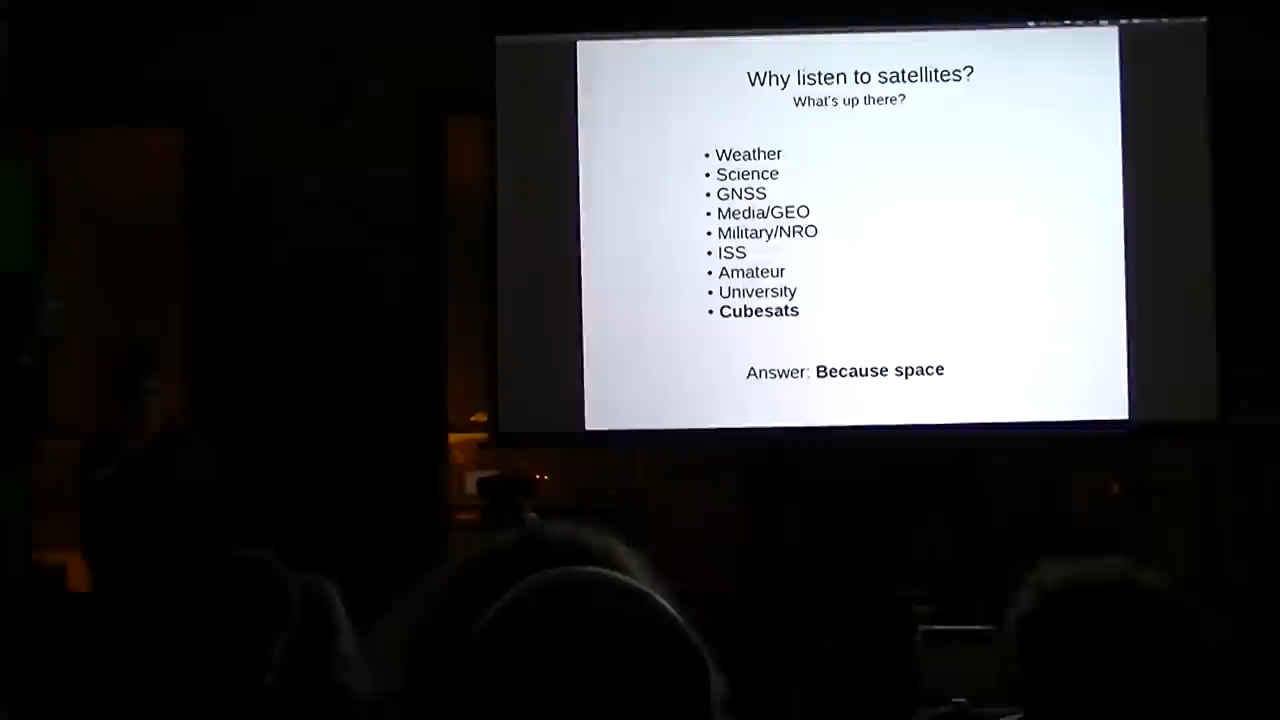 Why listen to satellites?
What's up there?
• Weather
• Science
• GNSS
• Media/GEO
• Military/NRO
• ISS
• Amateur
• University
• Cubesats
Answer: Because space